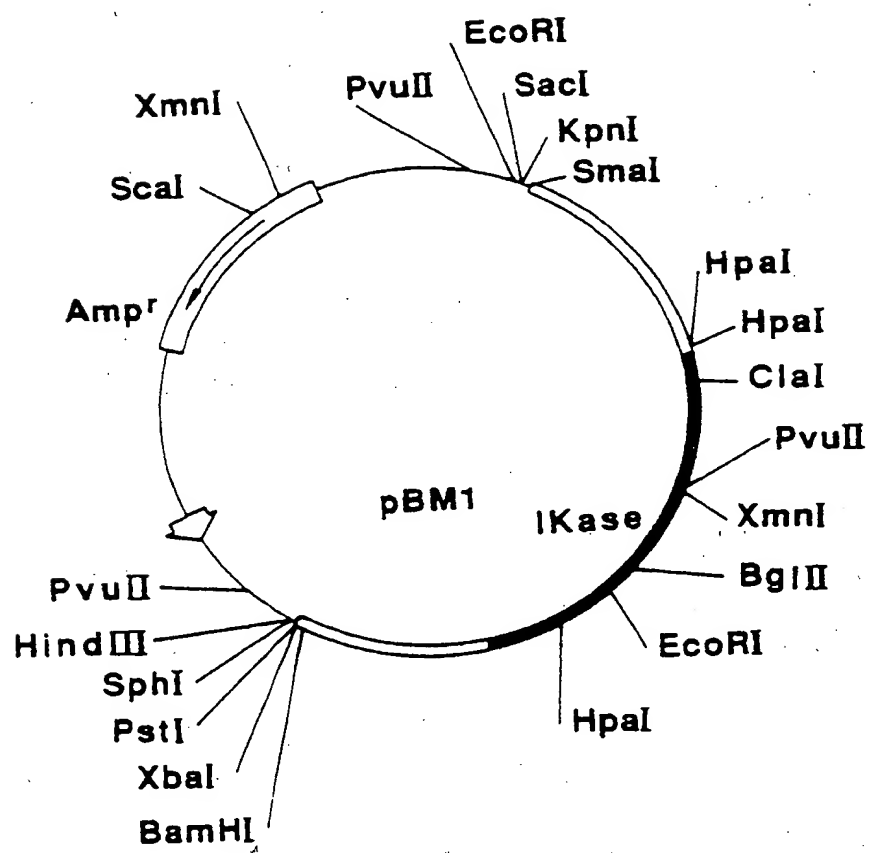 EcoRI
PvuII
SacI
XmnI
KpnI
SmaI
ScaI
HpaI
Ampʳ
HpaI
ClaI
PvuII
pBM1
IKase
XmnI
BglII
PvuII
HindIII
EcoRI
SphI
HpaI
PstI
XbaI
BamHI